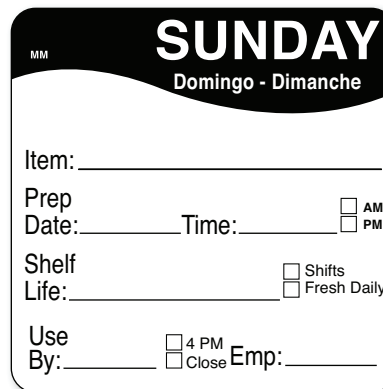 SUNDAY
MM
Domingo - Dimanche
Item:
Prep
AM
Date: Time: PM
Shelf
Shifts
Life: Fresh Daily
Use
4 PM
By: Close Emp: